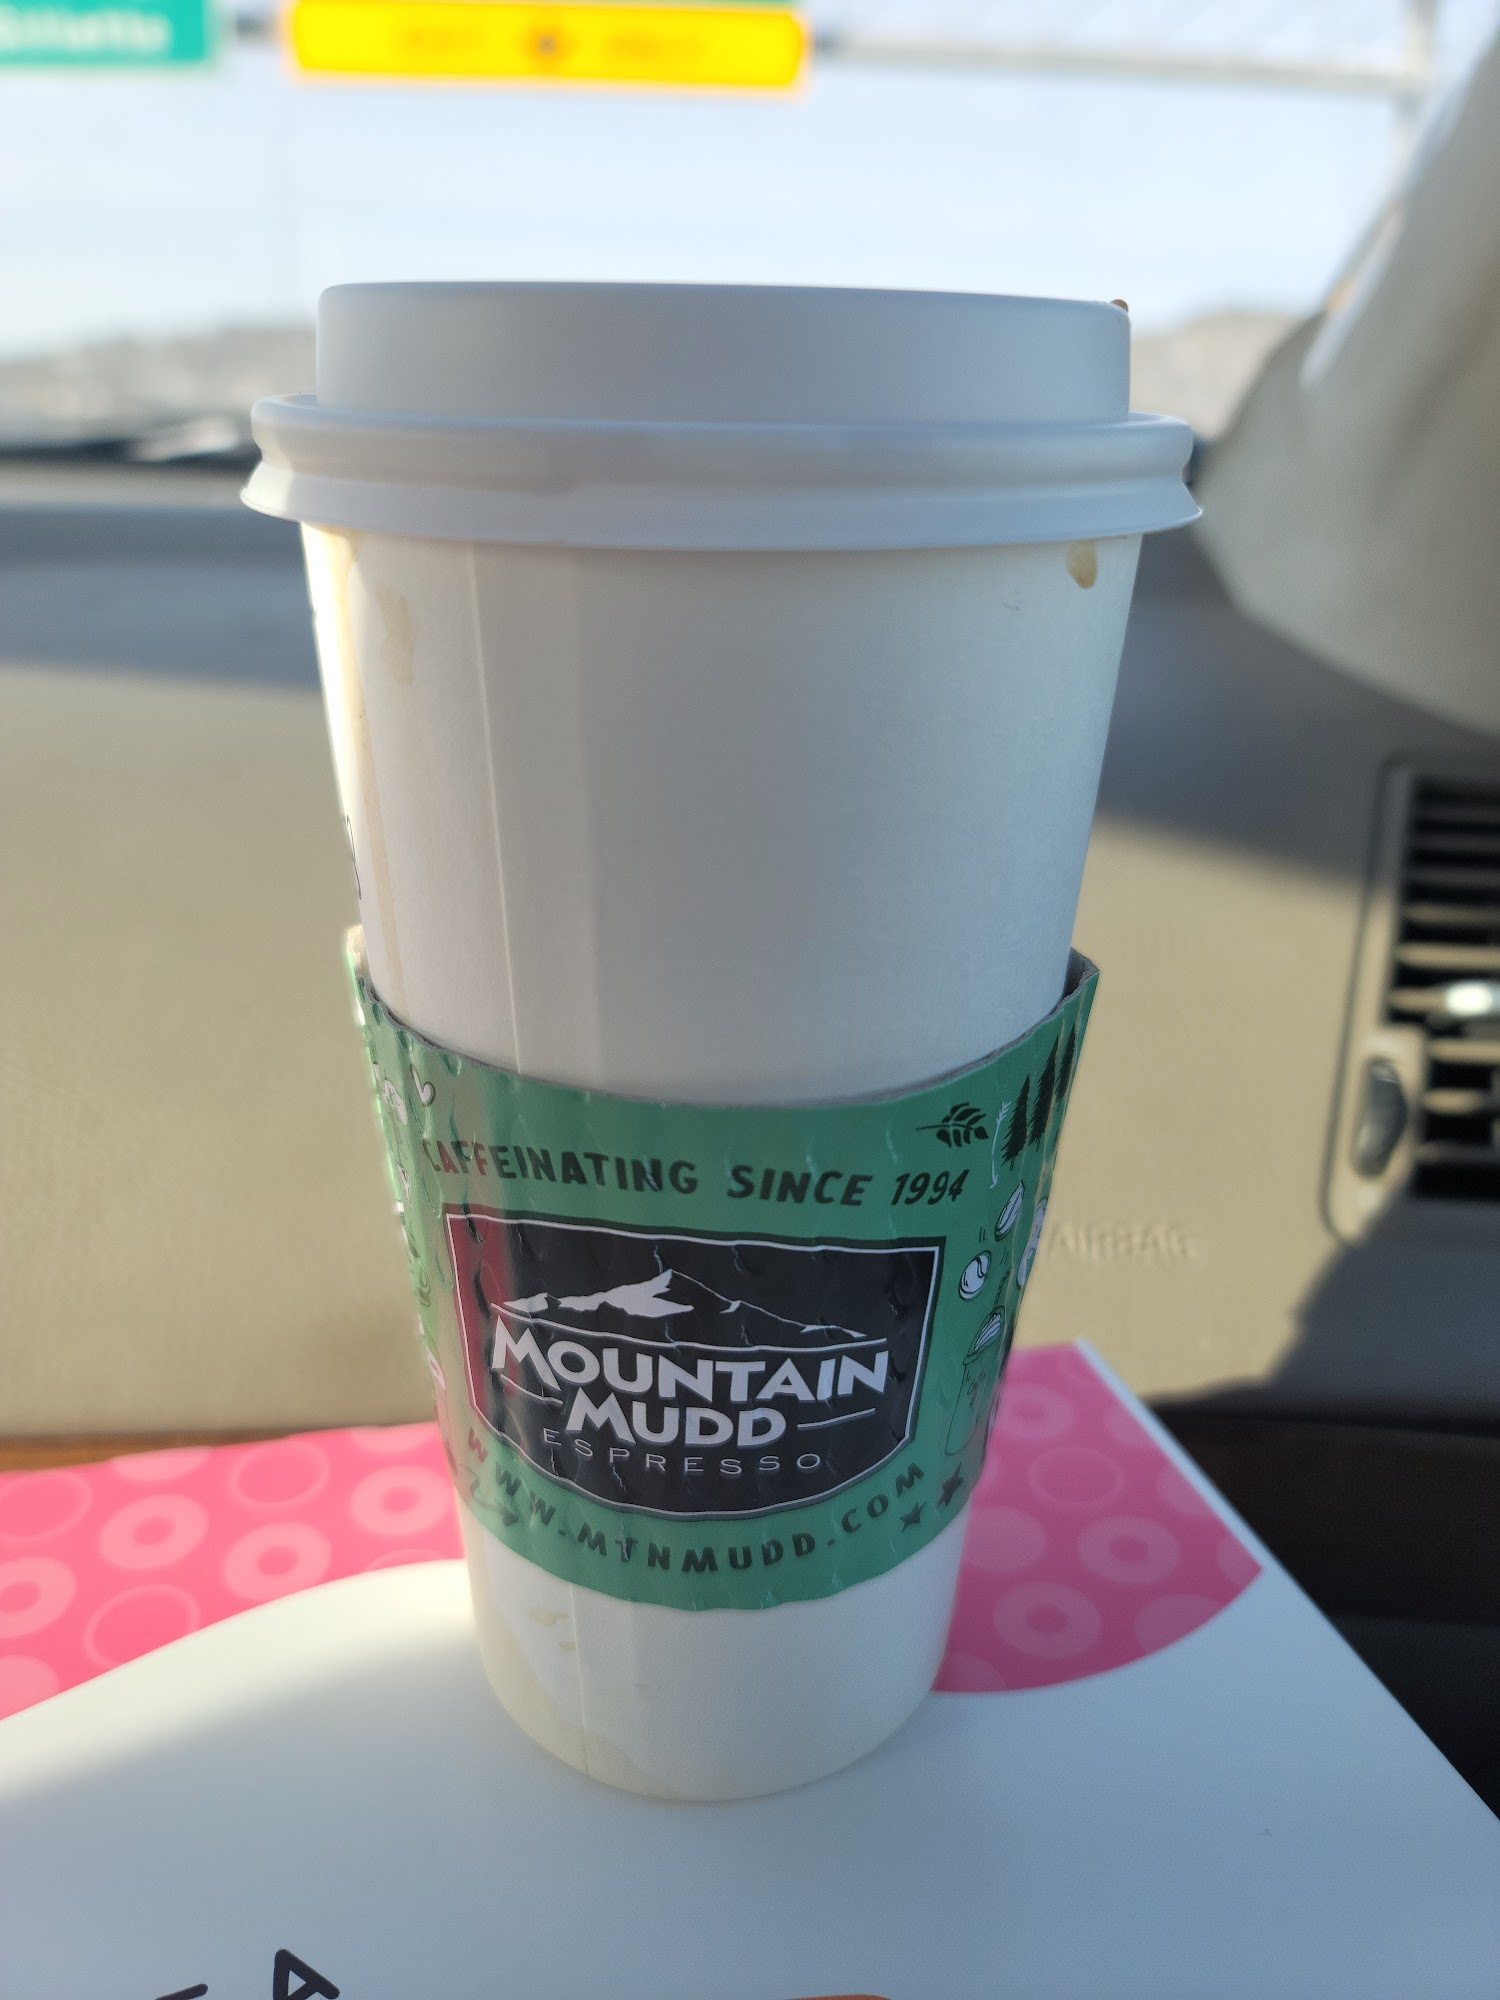 CAFFEINATING SINCE 1994
MOUNTAIN
MUDD
ESPRESSO
WWW.MTNMUDD.COM
AIRBAG